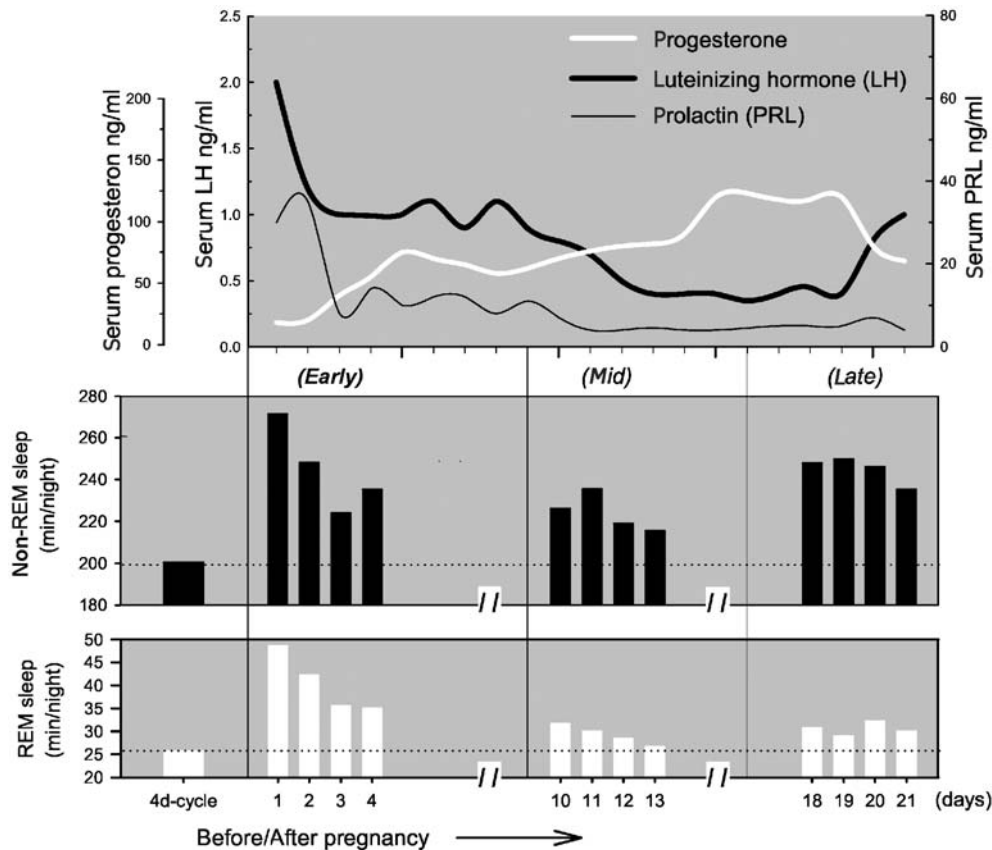 Serum progesteron ng/ml
200
150
100
50
0
Serum LH ng/ml
2.5
2.0
1.5
1.0
0.5
0.0
Progesterone
Luteinizing hormone (LH)
Prolactin (PRL)
80
60
40
20
0
Serum PRL ng/ml
(Early)
(Mid)
(Late)
Non-REM sleep
(min/night)
280
260
240
220
200
180
//
//
REM sleep
(min/night)
50
45
40
35
30
25
20
//
//
4d-cycle
1
2
3
4
10
11
12
13
18
19
20
21
(days)
Before/After pregnancy